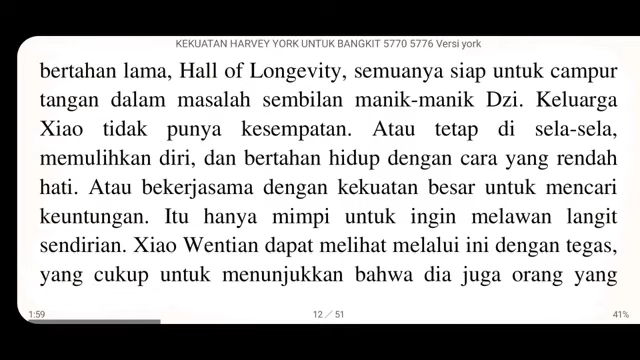 KEKUATAN HARVEY YORK UNTUK BANGKIT 5770 5776 Versi york
bertahan lama, Hall of Longevity, semuanya siap untuk campur
tangan dalam masalah sembilan manik-manik Dzi. Keluarga
Xiao tidak punya kesempatan. Atau tetap di sela-sela,
memulihkan diri, dan bertahan hidup dengan cara yang rendah
hati. Atau bekerjasama dengan kekuatan besar untuk mencari
keuntungan. Itu hanya mimpi untuk ingin melawan langit
sendirian. Xiao Wentian dapat melihat melalui ini dengan tegas,
yang cukup untuk menunjukkan bahwa dia juga orang yang
1:59 12 / 51 41%